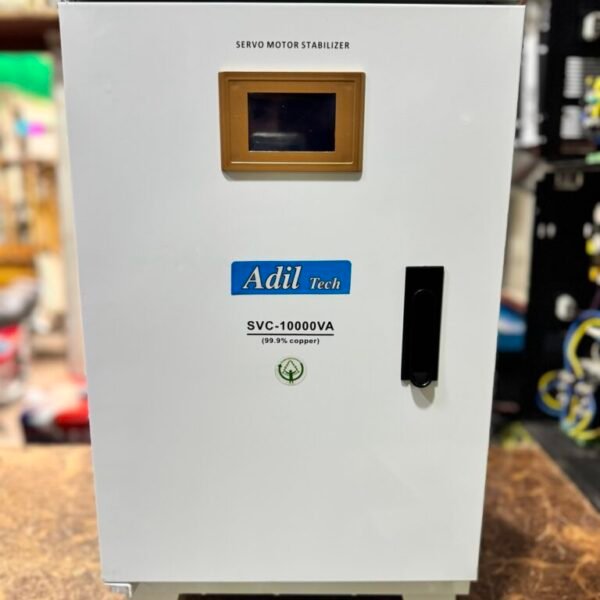 SERVO MOTOR STABILIZER
Adil Tech
SVC-10000VA
(99.9% copper)